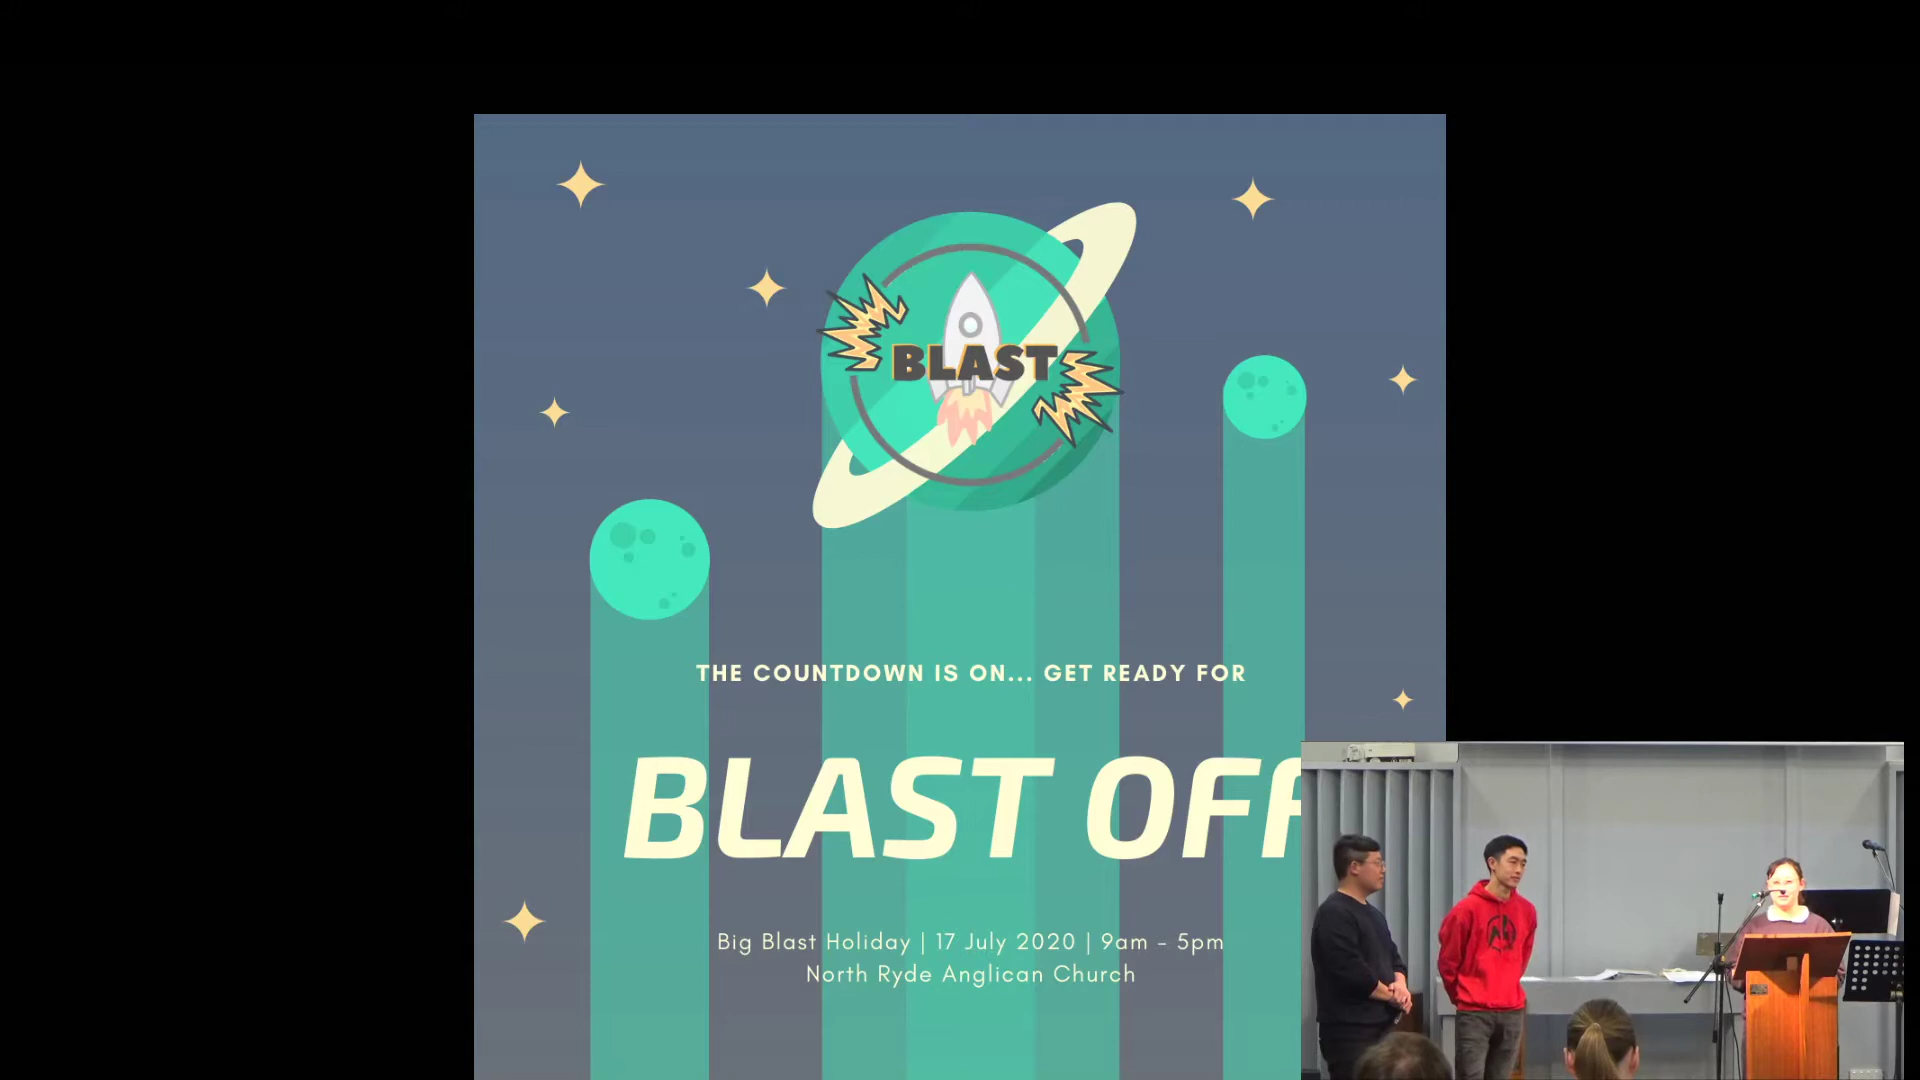 BLAST
THE COUNTDOWN IS ON... GET READY FOR
BLAST OFF
Big Blast Holiday | 17 July 2020 | 9am - 5pm
North Ryde Anglican Church